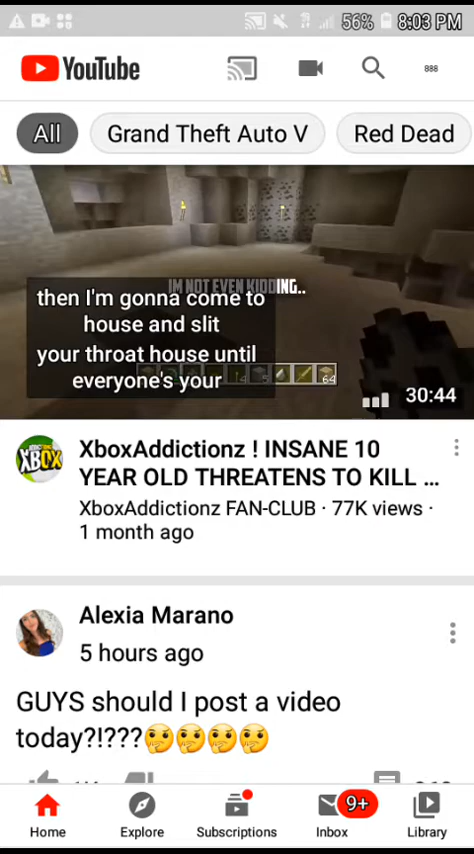 56% 8:03 PM
YouTube
All Grand Theft Auto V Red Dead
IM NOT EVEN KIDDING..
then I'm gonna come to
house and slit
your throat house until
everyone's your
64
30:44
XBOX
XboxAddictionz ! INSANE 10
YEAR OLD THREATENS TO KILL ...
XboxAddictionz FAN-CLUB · 77K views ·
1 month ago
Alexia Marano
5 hours ago
GUYS should I post a video
today?!???🤔🤔🤔🤔
9+
Home Explore Subscriptions Inbox Library